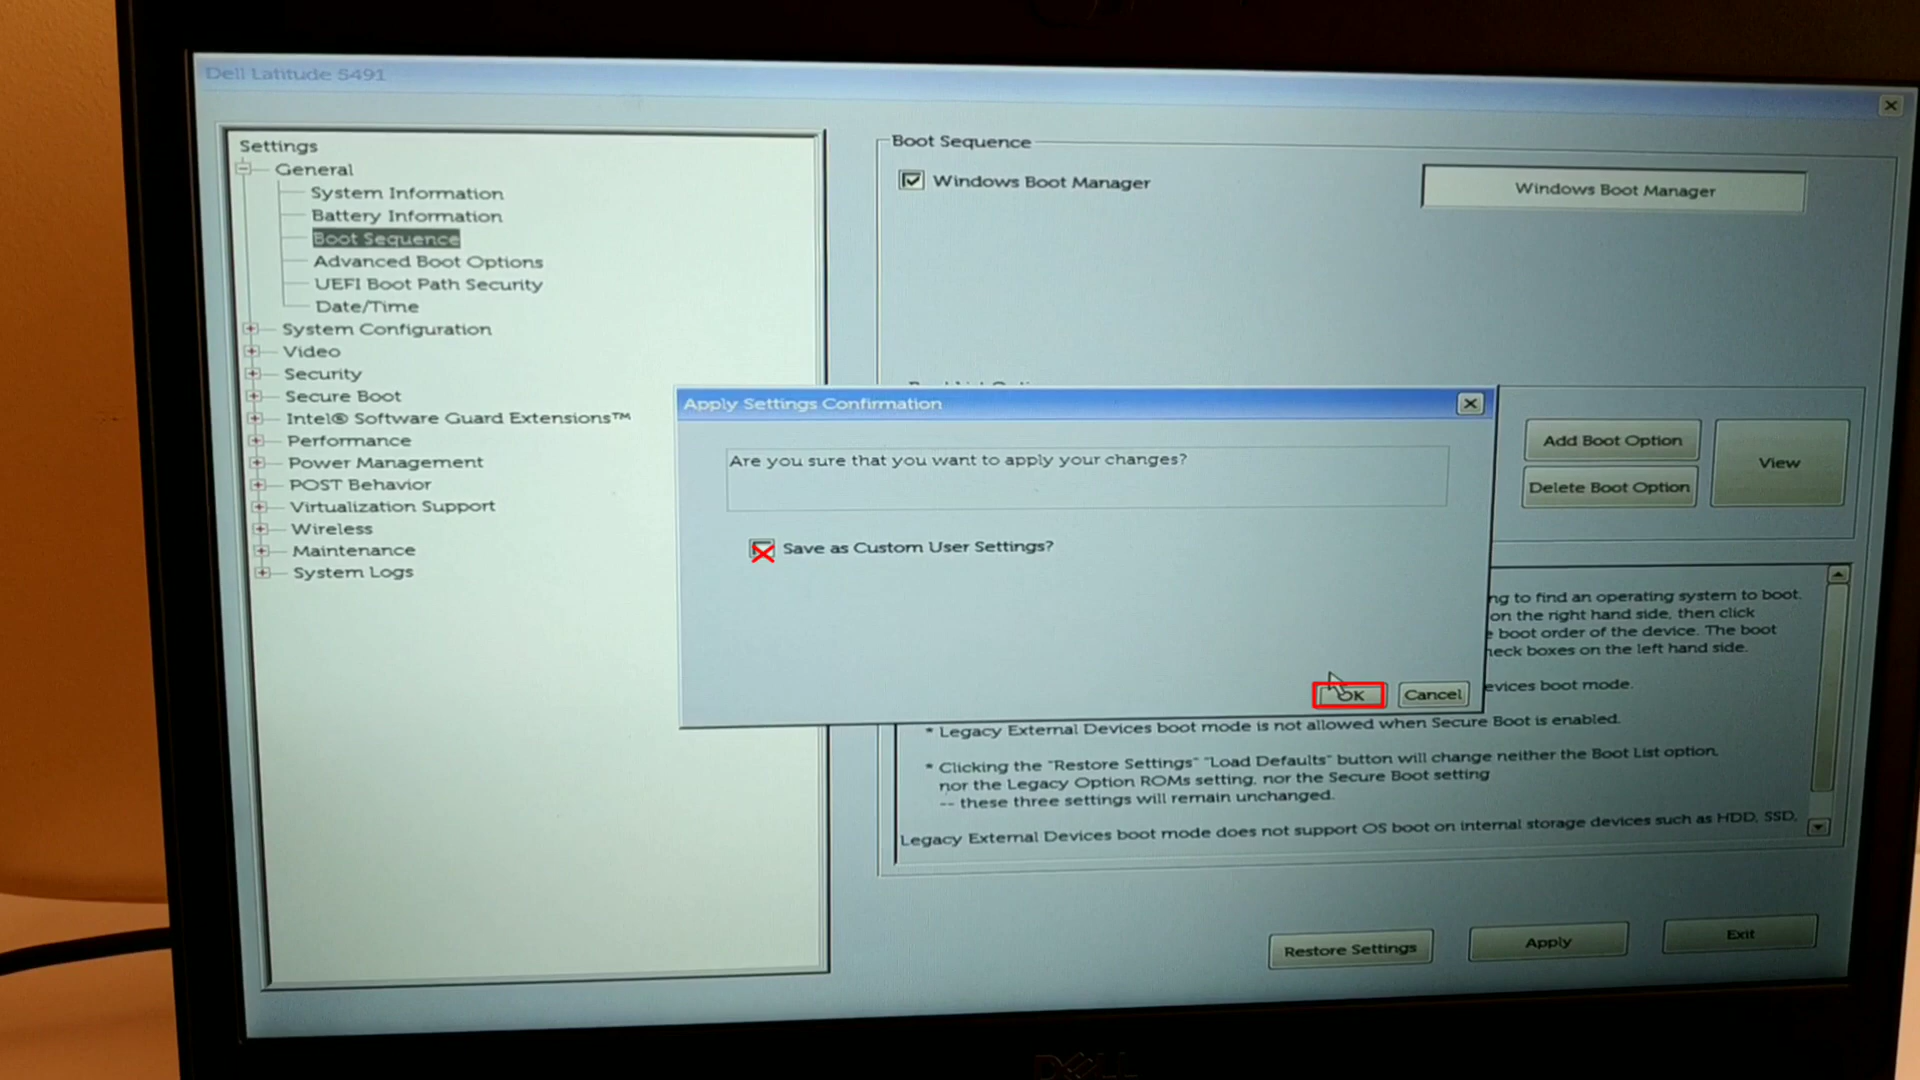 Dell Latitude 5491
Settings
General
System Information
Battery Information
Boot Sequence
Advanced Boot Options
UEFI Boot Path Security
Date/Time
System Configuration
Video
Security
Secure Boot
Intel® Software Guard Extensions™
Performance
Power Management
POST Behavior
Virtualization Support
Wireless
Maintenance
System Logs
Boot Sequence
Windows Boot Manager
Windows Boot Manager
Apply Settings Confirmation
Are you sure that you want to apply your changes?
Save as Custom User Settings?
OK
Cancel
Add Boot Option
Delete Boot Option
View
to find an operating system to boot.
on the right hand side, then click
boot order of the device. The boot
boxes on the left hand side.
boot mode.
* Legacy External Devices boot mode is not allowed when Secure Boot is enabled.
* Clicking the "Restore Settings" "Load Defaults" button will change neither the Boot List option,
nor the Legacy Option ROMs setting, nor the Secure Boot setting
-- these three settings will remain unchanged.
Legacy External Devices boot mode does not support OS boot on internal storage devices such as HDD, SSD,
Restore Settings
Apply
Exit
DELL